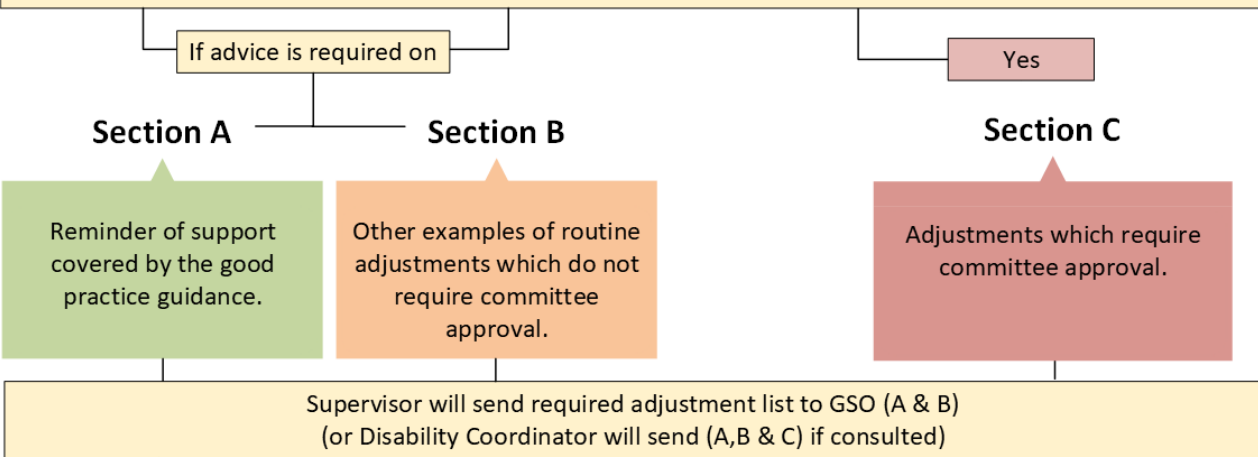 If advice is required on
Yes
Section A
Section B
Section C
Reminder of support
covered by the good
practice guidance.
Other examples of routine
adjustments which do not
require committee
approval.
Adjustments which require
committee approval.
Supervisor will send required adjustment list to GSO (A & B)
(or Disability Coordinator will send (A,B & C) if consulted)